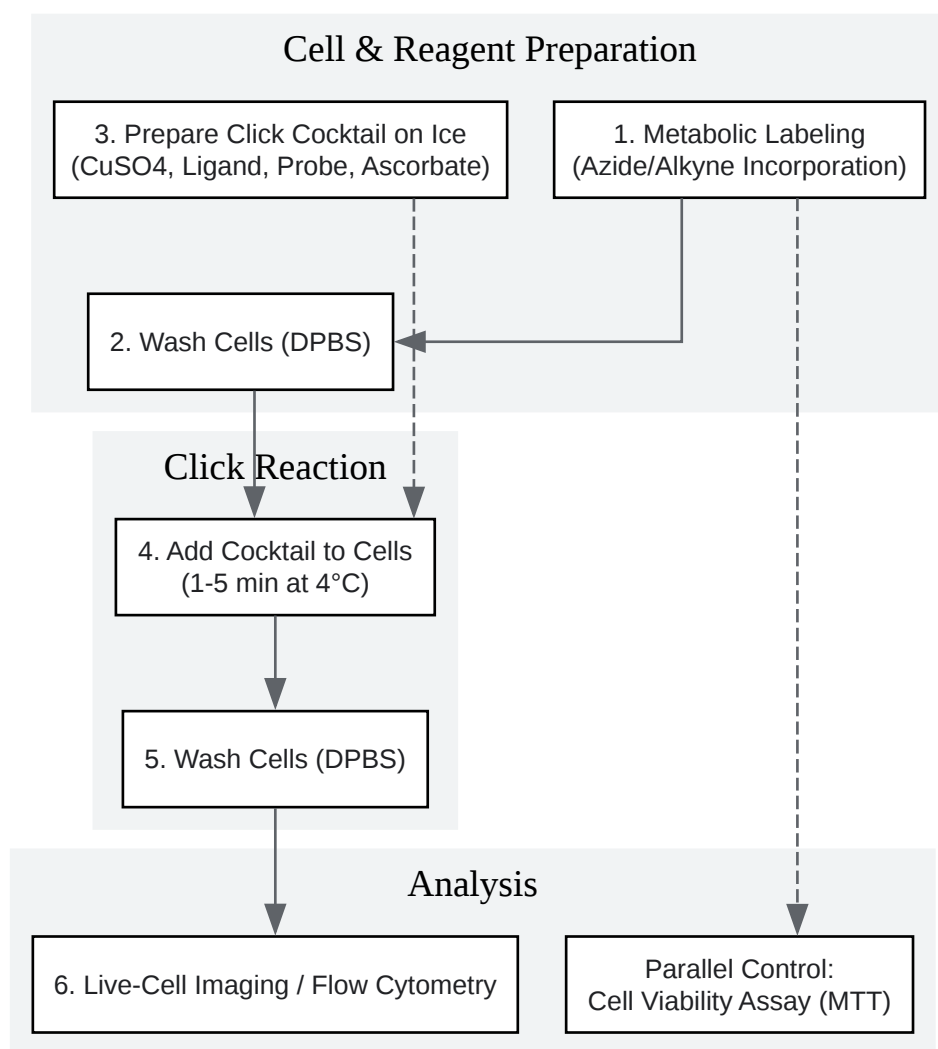 Cell & Reagent Preparation
3. Prepare Click Cocktail on Ice
(CuSO4, Ligand, Probe, Ascorbate)
1. Metabolic Labeling
(Azide/Alkyne Incorporation)
2. Wash Cells (DPBS)
Click Reaction
4. Add Cocktail to Cells
(1-5 min at 4°C)
5. Wash Cells (DPBS)
Analysis
6. Live-Cell Imaging / Flow Cytometry
Parallel Control:
Cell Viability Assay (MTT)